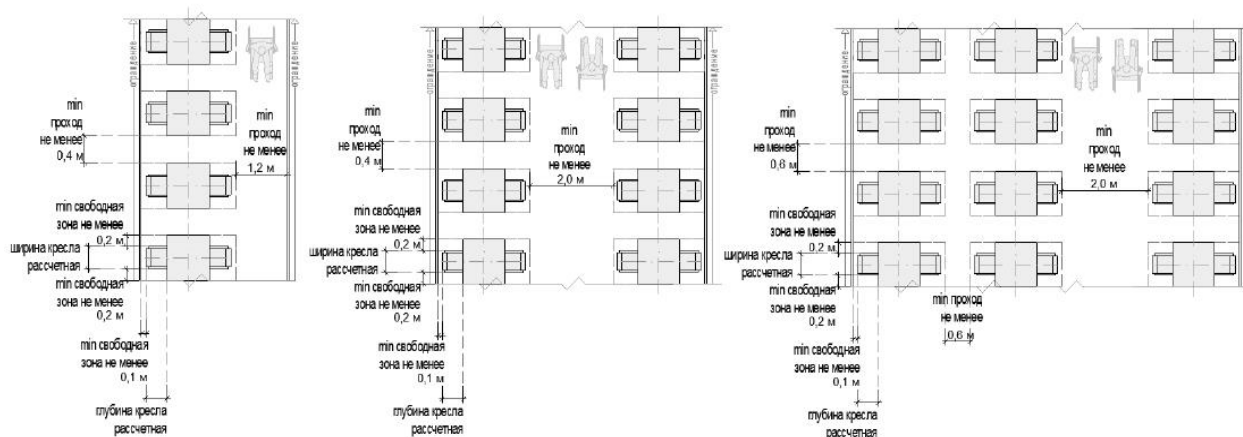 ограждение
ограждение
min
проход
не менее
0,4 м
min
проход
не менее
1,2 м
min свободная
зона не менее
0,2 м
ширина кресла
рассчетная
min свободная
зона не менее
0,2 м
min свободная
зона не менее
0,1 м
глубина кресла
рассчетная
ограждение
ограждение
min
проход
не менее
0,4 м
min
проход
не менее
2,0 м
min свободная
зона не менее
0,2 м
ширина кресла
рассчетная
min свободная
зона не менее
0,2 м
min свободная
зона не менее
0,1 м
глубина кресла
рассчетная
ограждение
ограждение
min
проход
не менее
0,6 м
min
проход
не менее
2,0 м
min свободная
зона не менее
0,2 м
ширина кресла
рассчетная
min свободная
зона не менее
0,2 м
min проход
не менее
0,6 м
min свободная
зона не менее
0,1 м
глубина кресла
рассчетная